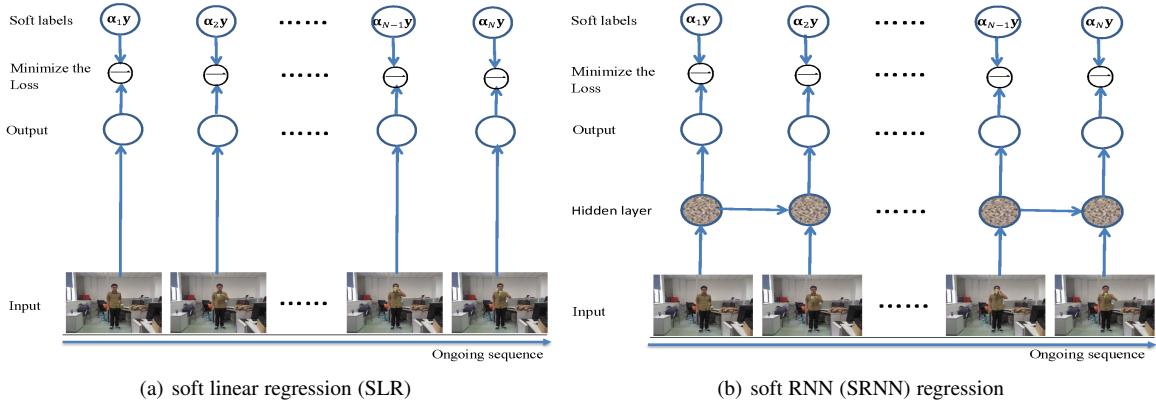 Soft labels
α₁y
α₂y
......
αN−1y
αNy
Minimize the
Loss
......
Output
......
Input
......
Ongoing sequence
(a) soft linear regression (SLR)
Soft labels
α₁y
α₂y
......
αN−1y
αNy
Minimize the
Loss
......
Output
......
Hidden layer
......
Input
......
Ongoing sequence
(b) soft RNN (SRNN) regression